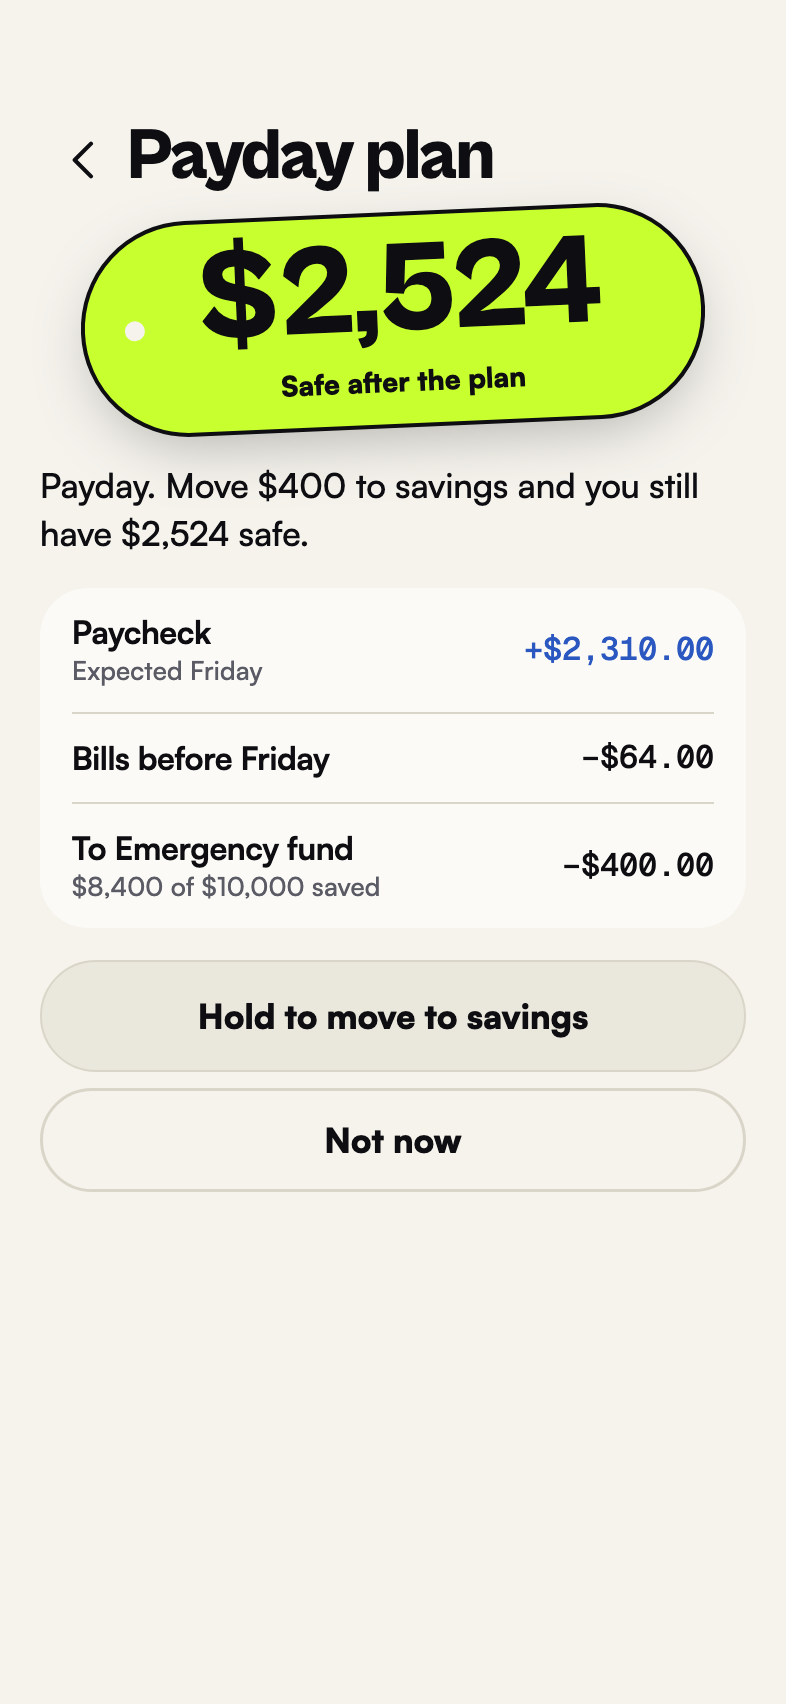 Payday plan
$2,524
Safe after the plan
Payday. Move $400 to savings and you still
have $2,524 safe.
Paycheck
Expected Friday
+$2,310.00
Bills before Friday
−$64.00
To Emergency fund
$8,400 of $10,000 saved
−$400.00
Hold to move to savings
Not now